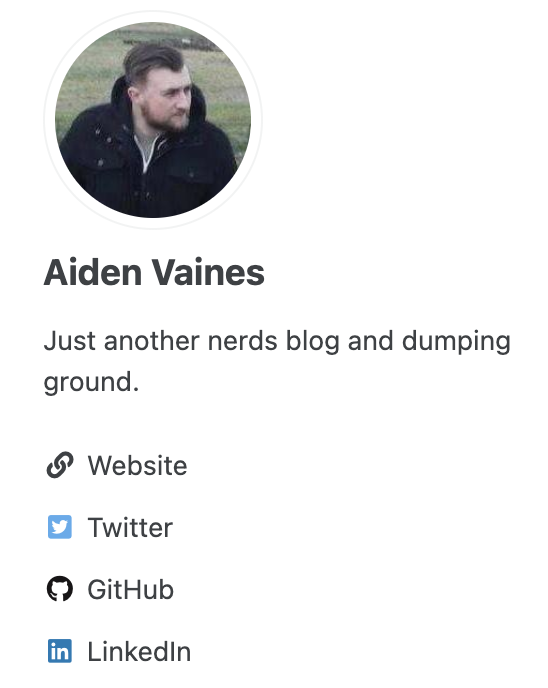 Aiden Vaines
Just another nerds blog and dumping
ground.
Website
Twitter
GitHub
LinkedIn